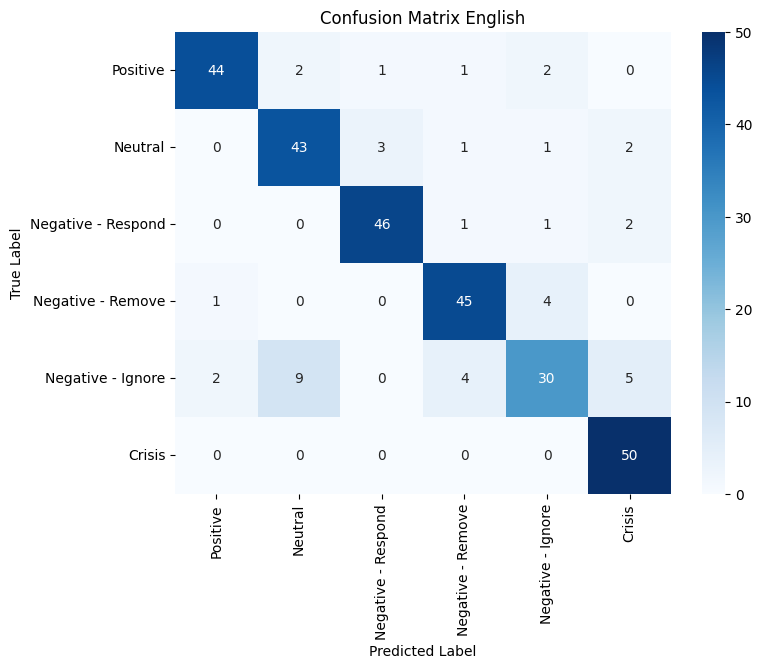 Confusion Matrix English
True Label
Positive 44 2 1 1 2 0
Neutral 0 43 3 1 1 2
Negative - Respond 0 0 46 1 1 2
Negative - Remove 1 0 0 45 4 0
Negative - Ignore 2 9 0 4 30 5
Crisis 0 0 0 0 0 50
Positive
Neutral
Negative - Respond
Negative - Remove
Negative - Ignore
Crisis
Predicted Label
50
40
30
20
10
0